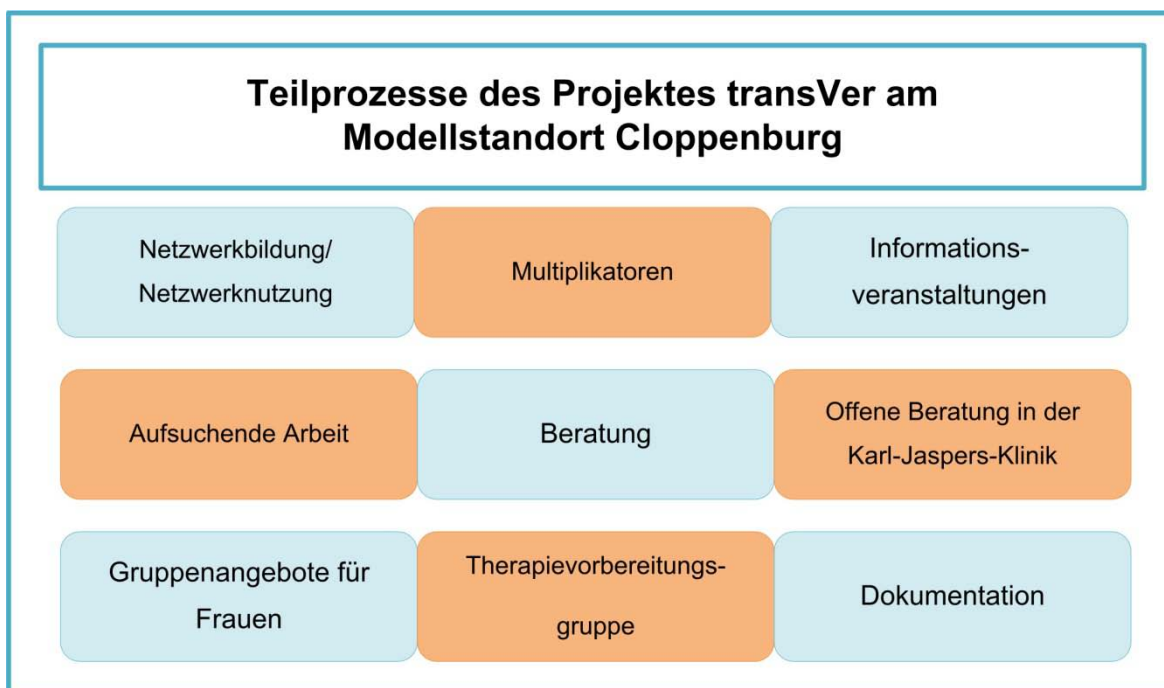 Teilprozesse des Projektes transVer am
Modellstandort Cloppenburg
Netzwerkbildung/
Netzwerknutzung
Multiplikatoren
Informations-
veranstaltungen
Aufsuchende Arbeit
Beratung
Offene Beratung in der
Karl-Jaspers-Klinik
Gruppenangebote für
Frauen
Therapievorbereitungs-
gruppe
Dokumentation